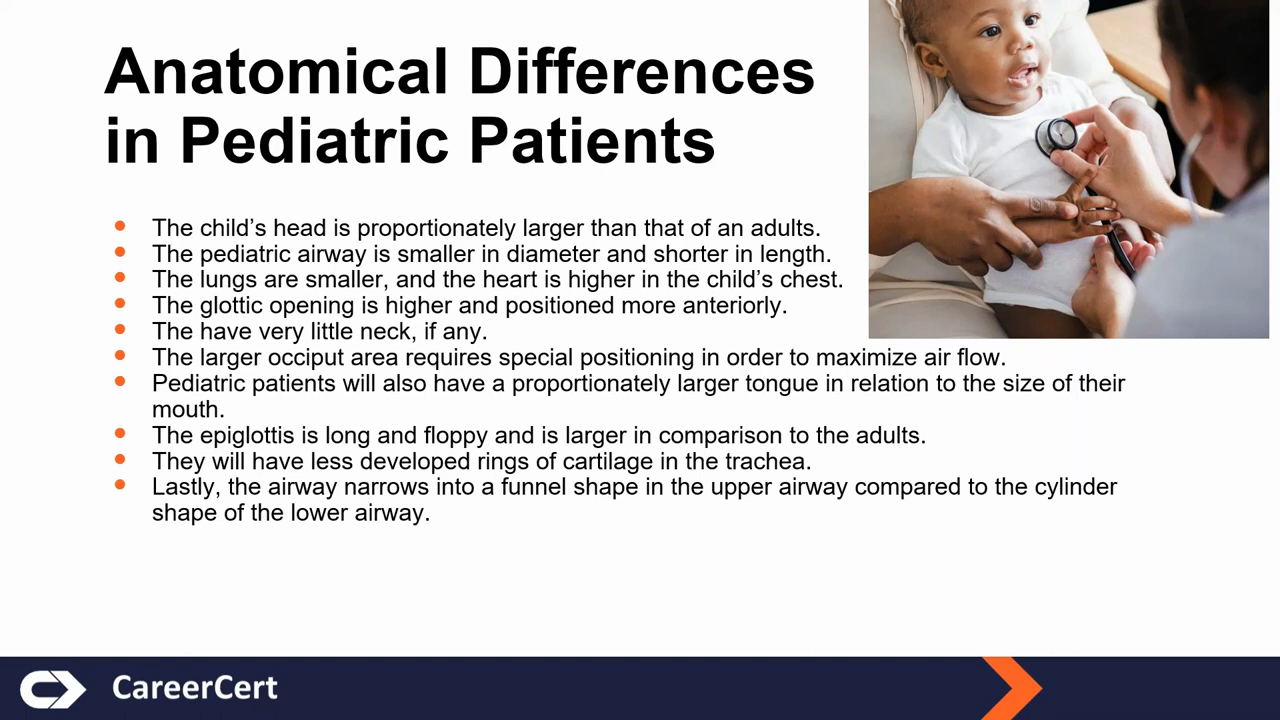 Anatomical Differences
in Pediatric Patients
The child’s head is proportionately larger than that of an adults.
The pediatric airway is smaller in diameter and shorter in length.
The lungs are smaller, and the heart is higher in the child’s chest.
The glottic opening is higher and positioned more anteriorly.
The have very little neck, if any.
The larger occiput area requires special positioning in order to maximize air flow.
Pediatric patients will also have a proportionately larger tongue in relation to the size of their
mouth.
The epiglottis is long and floppy and is larger in comparison to the adults.
They will have less developed rings of cartilage in the trachea.
Lastly, the airway narrows into a funnel shape in the upper airway compared to the cylinder
shape of the lower airway.
CareerCert